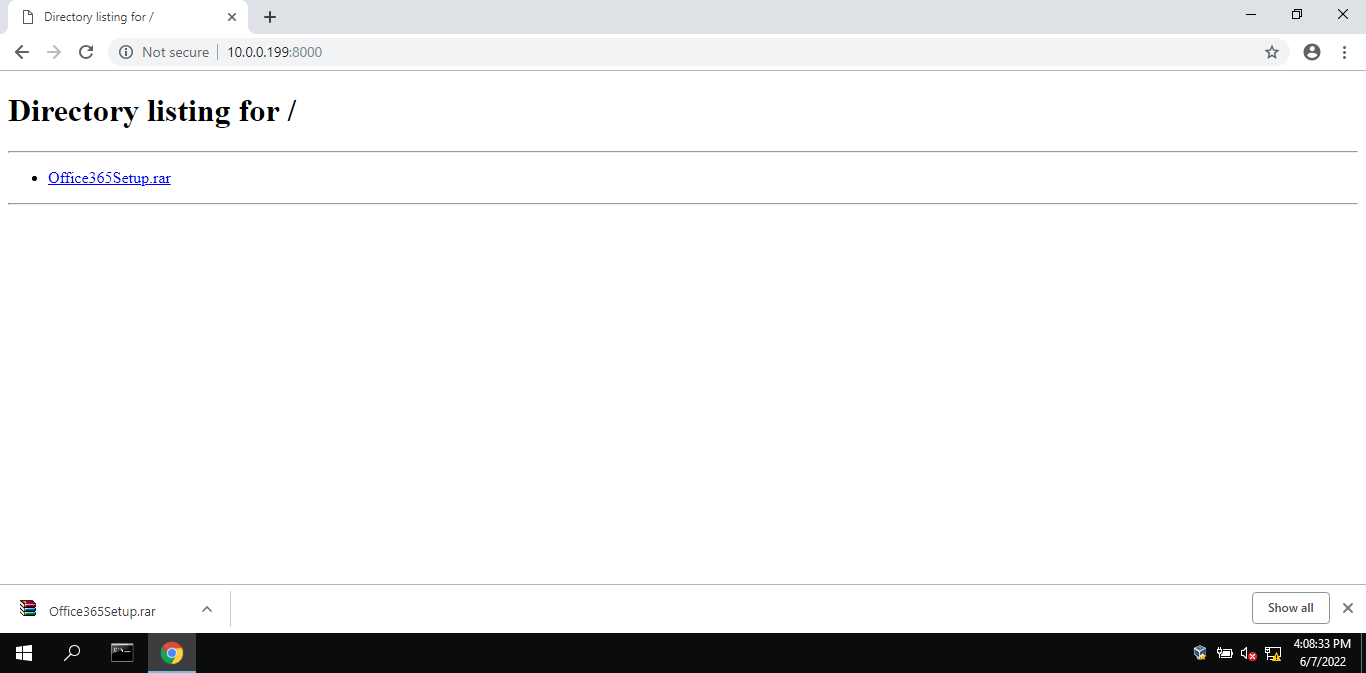 Directory listing for /
Not secure
10.0.0.199:8000
Directory listing for /
Office365Setup.rar
Office365Setup.rar
Show all
4:08:33 PM
6/7/2022